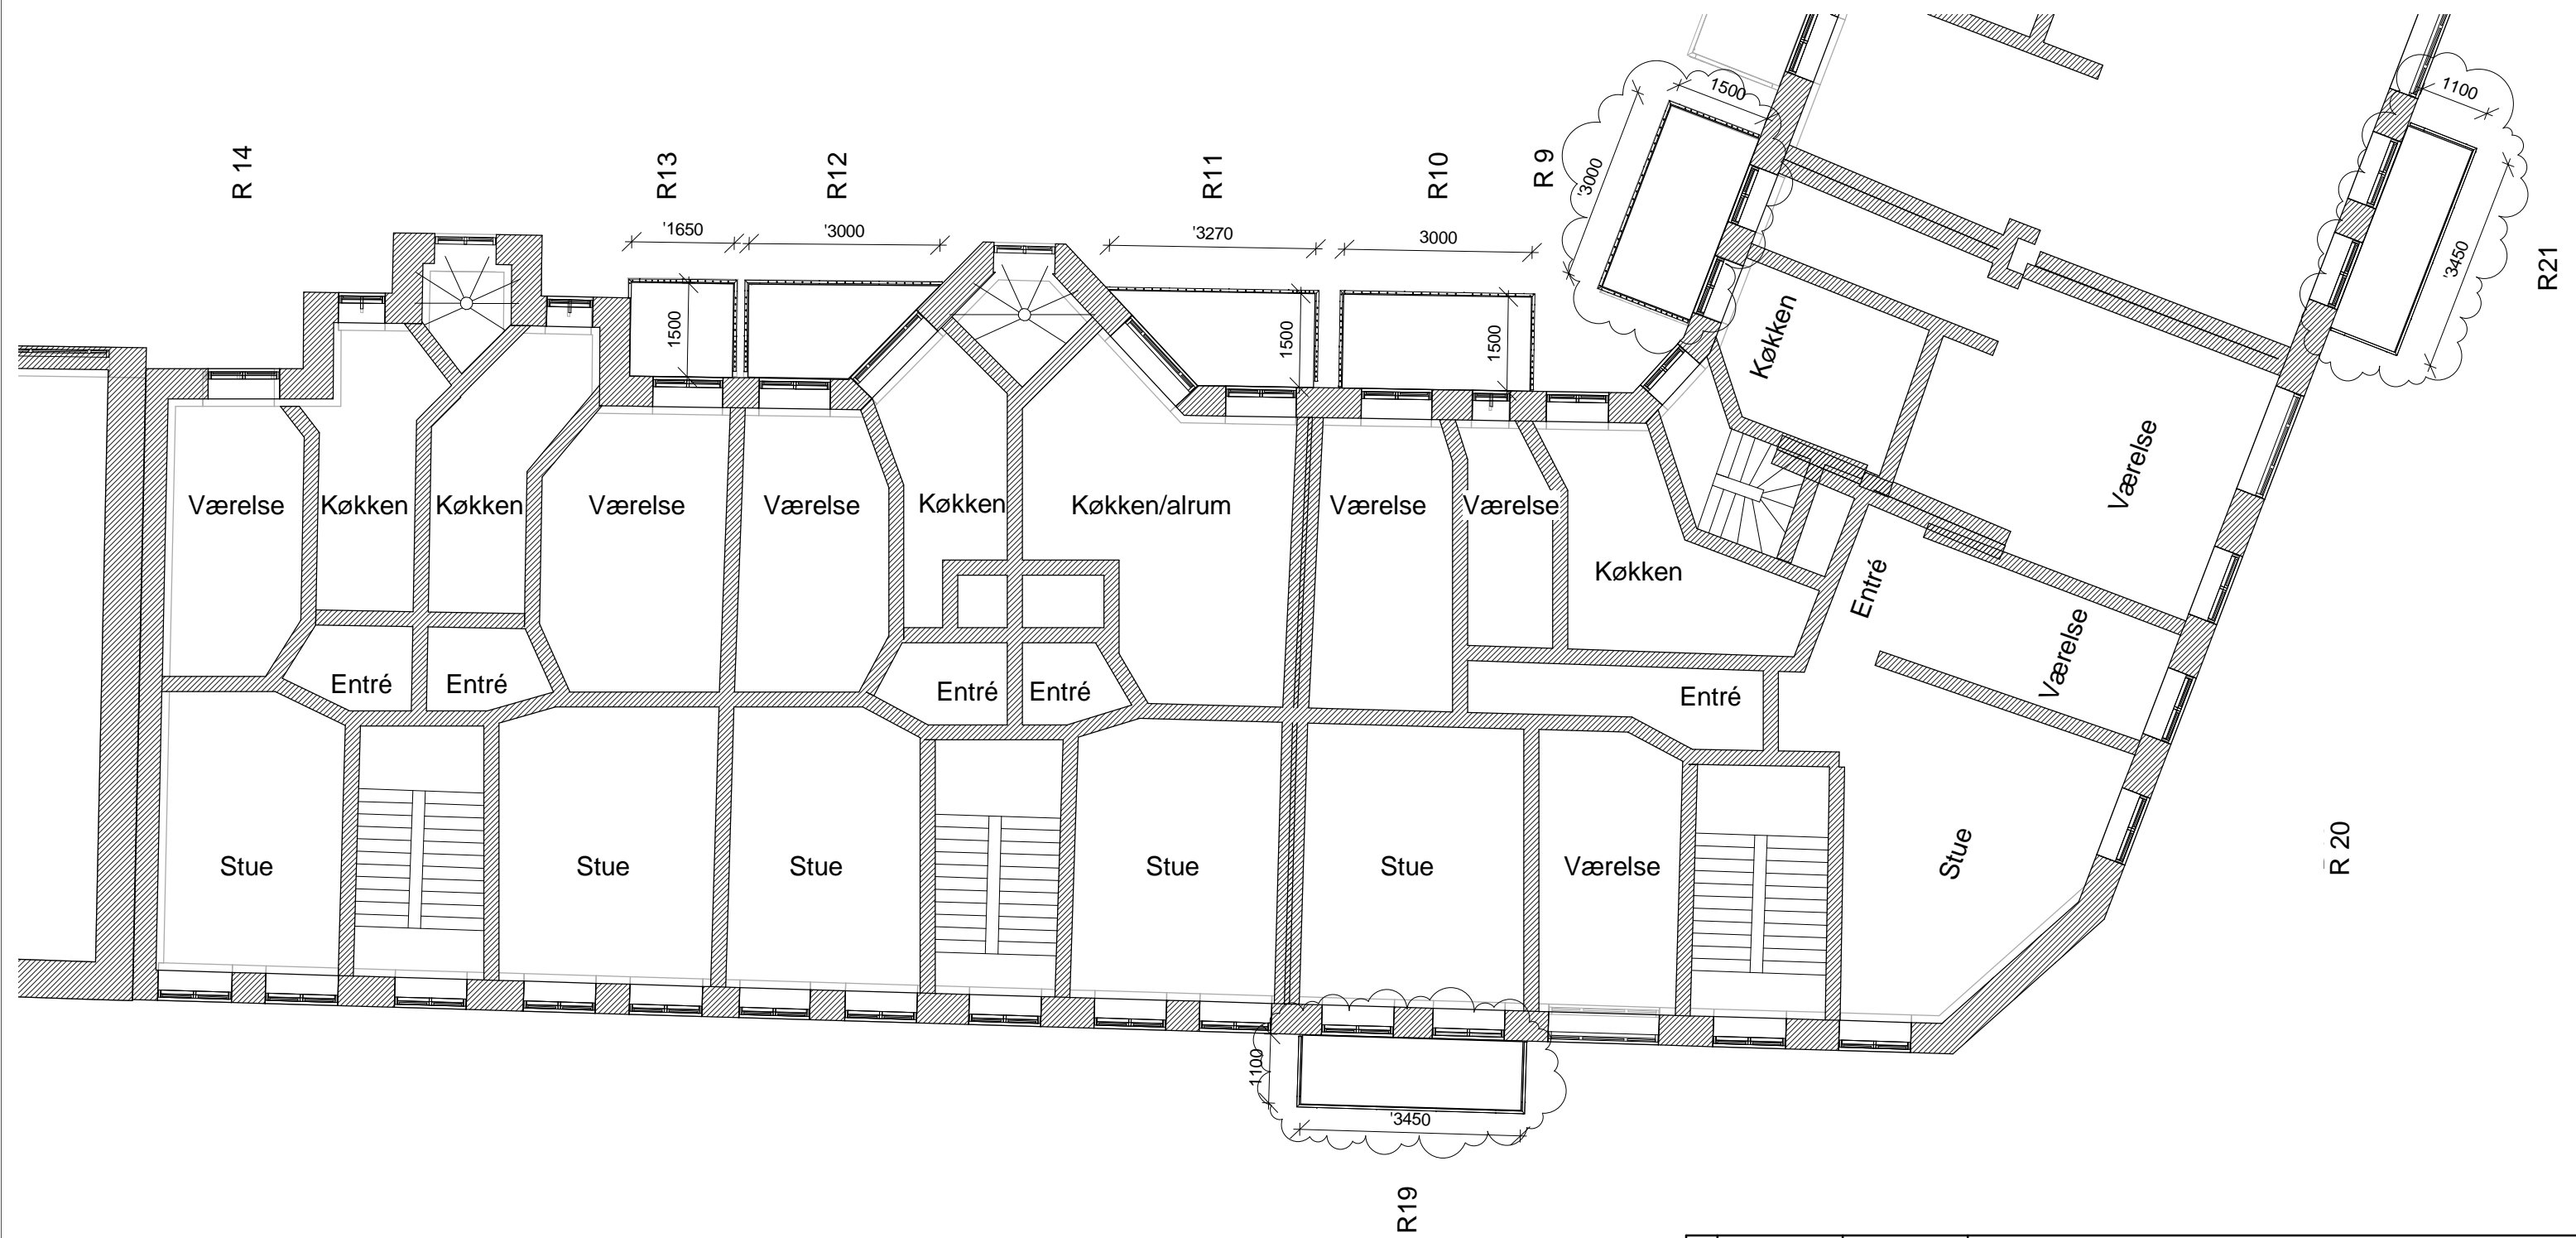 1500
1100
R 14
R13
R12
R11
R10
R 9
'3000
'1650
'3000
'3270
3000
'3450
R21
1500
1500
1500
Køkken
Værelse
Værelse
Køkken
Køkken
Værelse
Værelse
Køkken
Køkken/alrum
Værelse
Værelse
Køkken
Entré
Værelse
Entré
Entré
Entré
Entré
Entré
Stue
Stue
Stue
Stue
Stue
Værelse
Stue
R 20
1100
'3450
R19